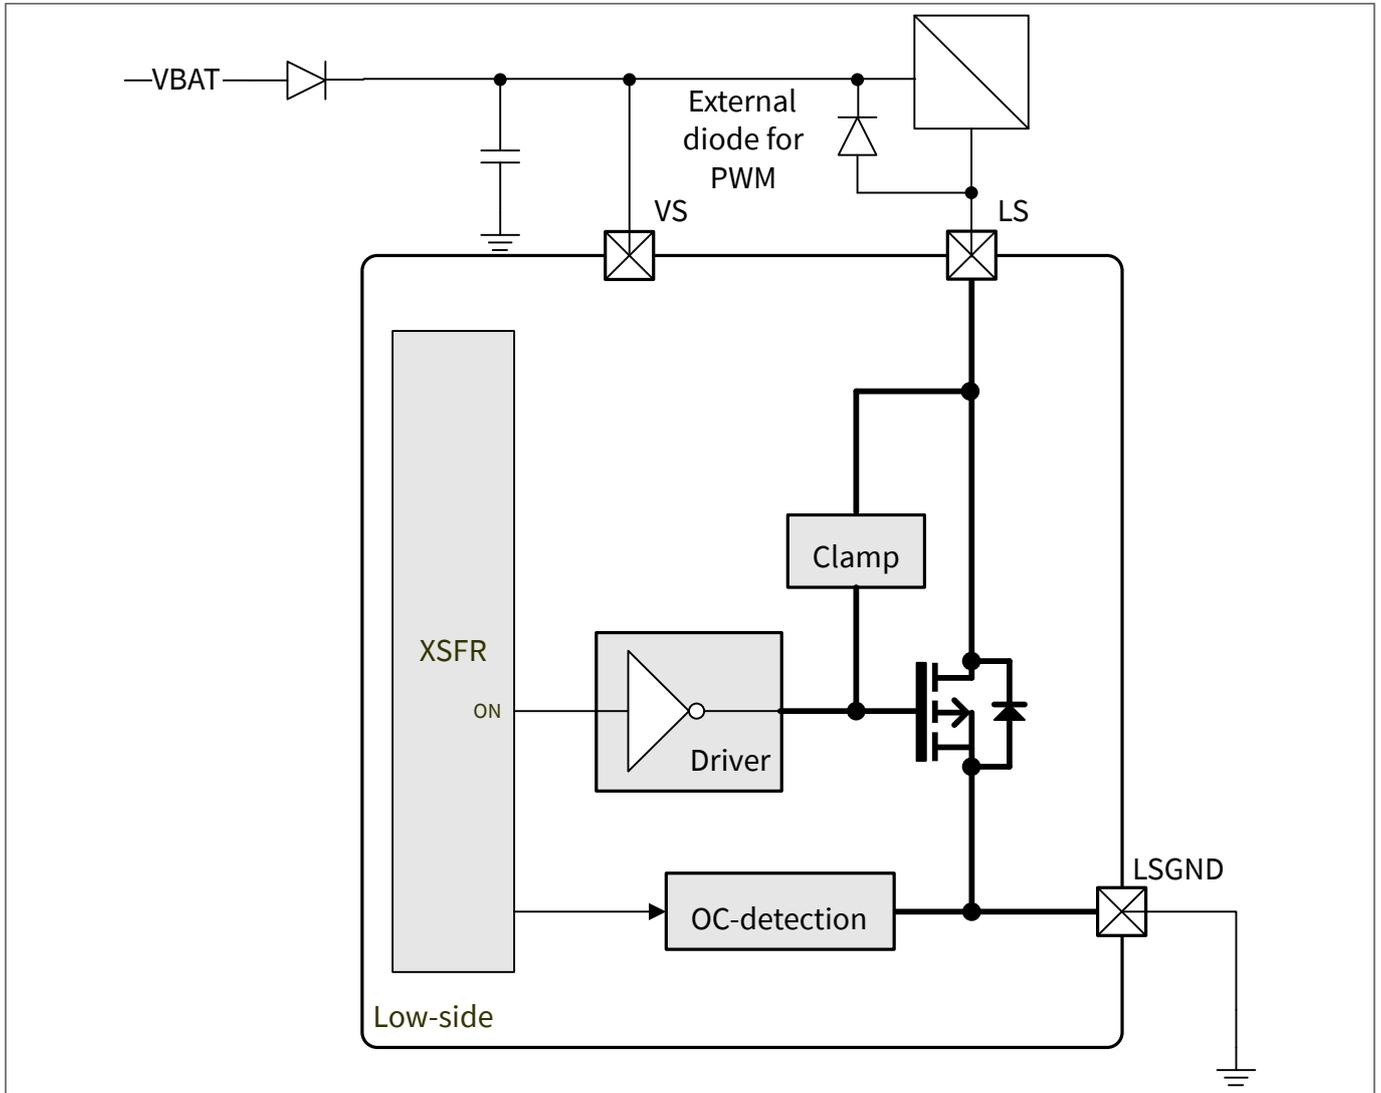 VBAT
External
diode for
PWM
VS
LS
Clamp
XSFR
ON
Driver
LSGND
OC-detection
Low-side